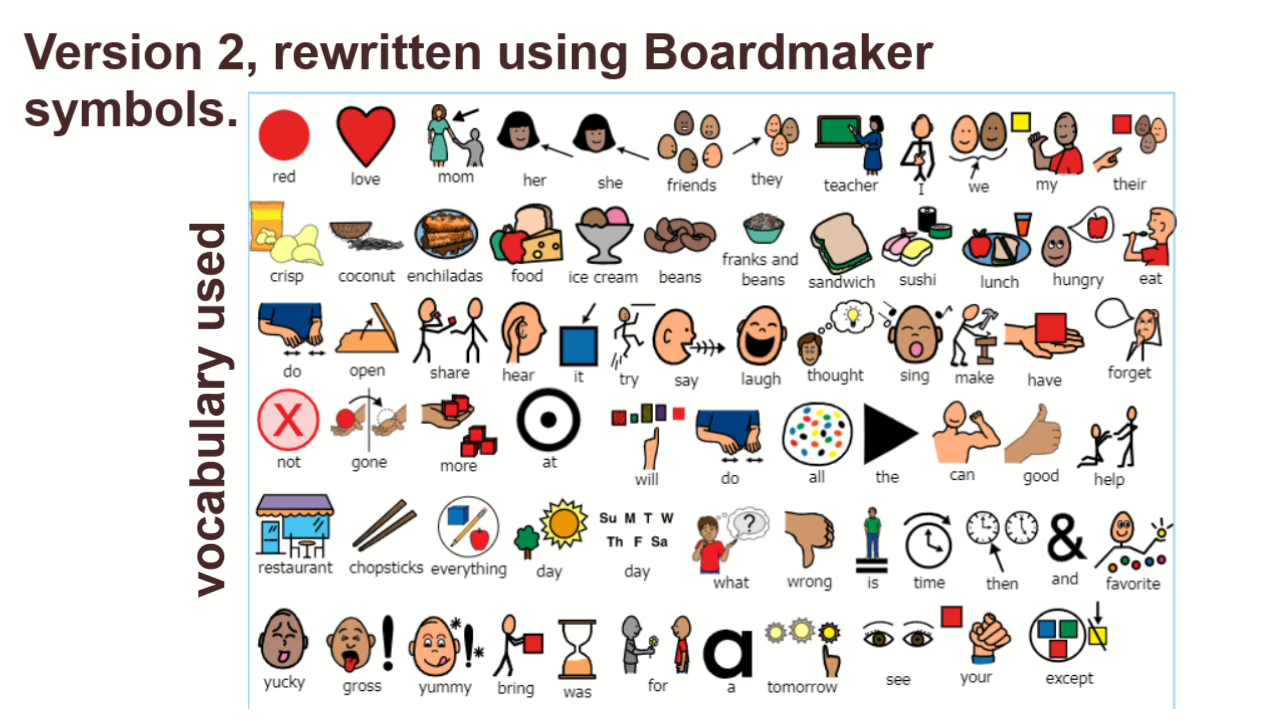 Version 2, rewritten using Boardmaker
symbols.
vocabulary used
red love mom her she friends they teacher I we my their
crisp coconut enchiladas food ice cream beans franks and beans sandwich sushi lunch hungry eat
do open share hear it try say laugh thought sing make have forget
X
not gone more at will do all the can good help
Su M T W
Th F Sa
?
&
restaurant chopsticks everything day day what wrong is time then and favorite
! ! a
yucky gross yummy bring was for a tomorrow see your except